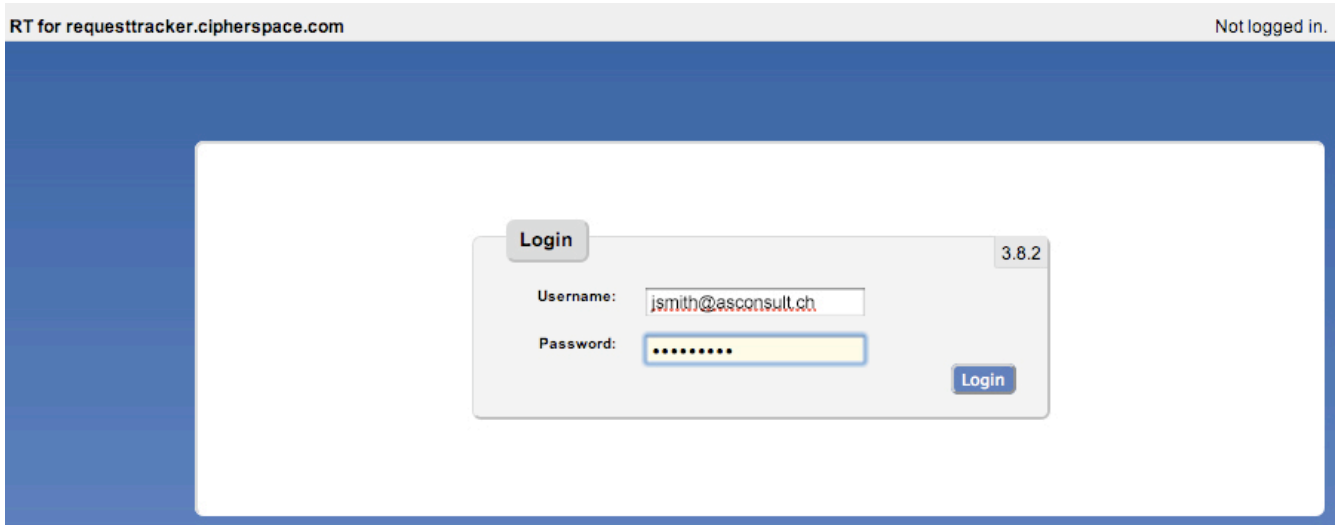 RT for requesttracker.cipherspace.com Not logged in.
Login
3.8.2
Username: jsmith@asconsult.ch
Password: •••••••••
Login